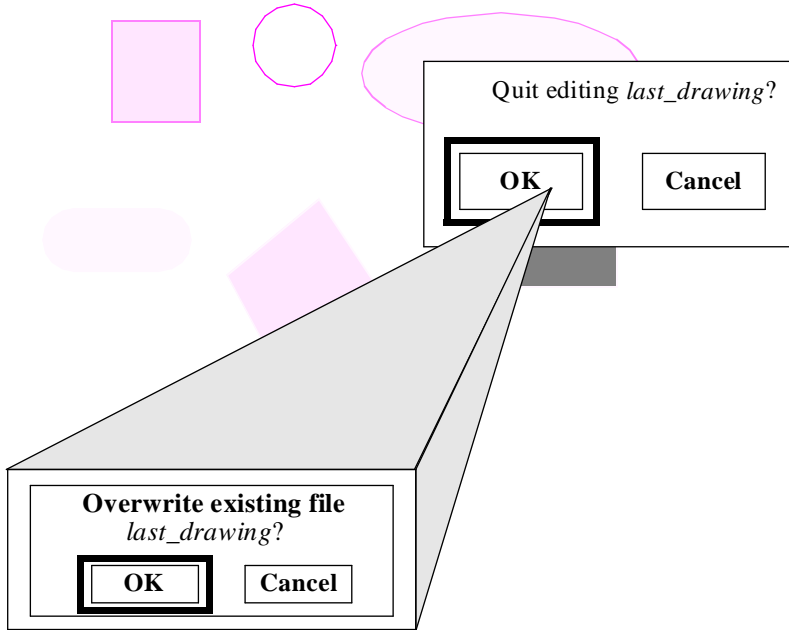 Quit editing last_drawing?
OK
Cancel
Overwrite existing file
last_drawing?
OK
Cancel